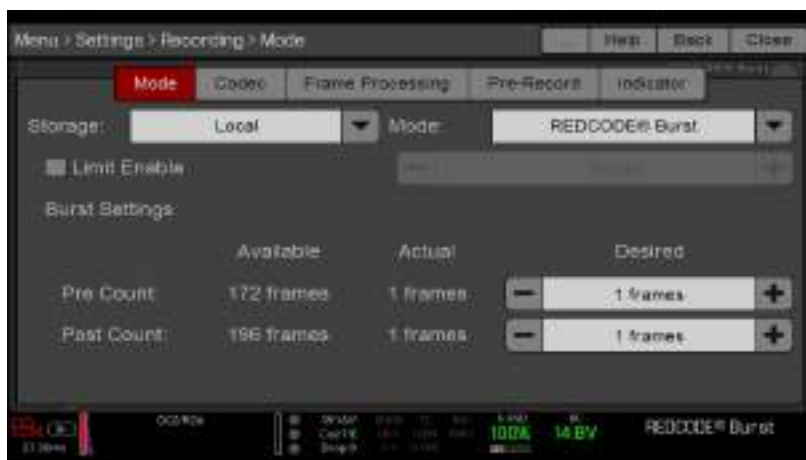 Menu > Settings > Recording > Mode Help Back Close
Mode Codec Frame Processing Pre-Record Indicator
Storage: Local Mode: REDCODE® Burst
Limit Enable
Burst Settings
Available Actual Desired
Pre Count: 172 frames 1 frames 1 frames
Post Count: 196 frames 1 frames 1 frames
100% 14.8V REDCODE® Burst